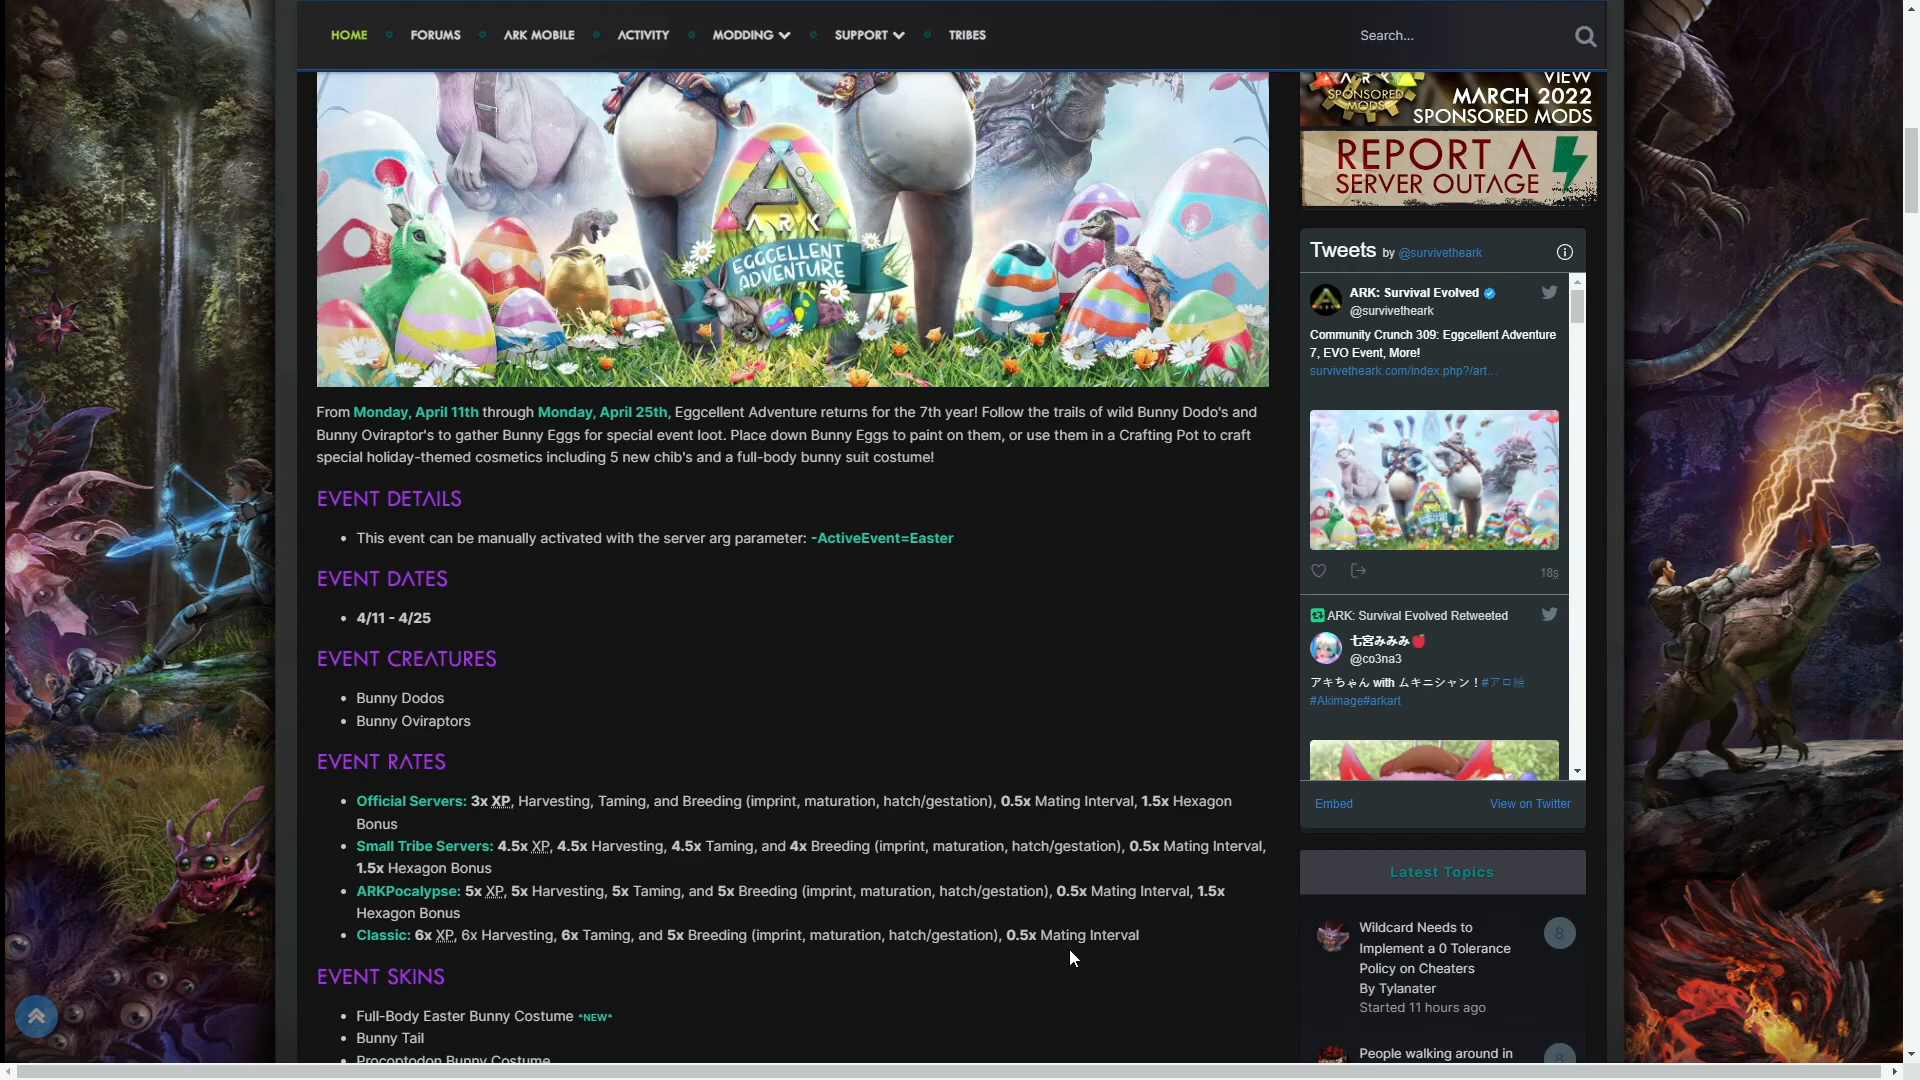 HOME
FORUMS
ARK MOBILE
ACTIVITY
MODDING
SUPPORT
TRIBES
Search...
ARK
SPONSORED
MODS
VIEW
MARCH 2022
SPONSORED MODS
REPORT A
SERVER OUTAGE
ARK
EGGCELLENT
ADVENTURE
From Monday, April 11th through Monday, April 25th, Eggcellent Adventure returns for the 7th year! Follow the trails of wild Bunny Dodo's and
Bunny Oviraptor's to gather Bunny Eggs for special event loot. Place down Bunny Eggs to paint on them, or use them in a Crafting Pot to craft
special holiday-themed cosmetics including 5 new chib's and a full-body bunny suit costume!
EVENT DETAILS
• This event can be manually activated with the server arg parameter: -ActiveEvent=Easter
EVENT DATES
• 4/11 - 4/25
EVENT CREATURES
• Bunny Dodos
• Bunny Oviraptors
EVENT RATES
• Official Servers: 3x XP, Harvesting, Taming, and Breeding (imprint, maturation, hatch/gestation), 0.5x Mating Interval, 1.5x Hexagon
Bonus
• Small Tribe Servers: 4.5x XP, 4.5x Harvesting, 4.5x Taming, and 4x Breeding (imprint, maturation, hatch/gestation), 0.5x Mating Interval,
1.5x Hexagon Bonus
• ARKPocalypse: 5x XP, 5x Harvesting, 5x Taming, and 5x Breeding (imprint, maturation, hatch/gestation), 0.5x Mating Interval, 1.5x
Hexagon Bonus
• Classic: 6x XP, 6x Harvesting, 6x Taming, and 5x Breeding (imprint, maturation, hatch/gestation), 0.5x Mating Interval
EVENT SKINS
• Full-Body Easter Bunny Costume *NEW*
• Bunny Tail
• Procoptodon Bunny Costume
Tweets by @survivetheark
ARK: Survival Evolved
@survivetheark
Community Crunch 309: Eggcellent Adventure
7, EVO Event, More!
survivetheark.com/index.php?/art...
18s
ARK: Survival Evolved Retweeted
七宮みみみ🍎
@co3na3
アキちゃん with ムキニシャン！#アロ絵
#Akimage#arkart
Embed
View on Twitter
Latest Topics
Wildcard Needs to
Implement a 0 Tolerance
Policy on Cheaters
By Tylanater
Started 11 hours ago
8
People walking around in
8